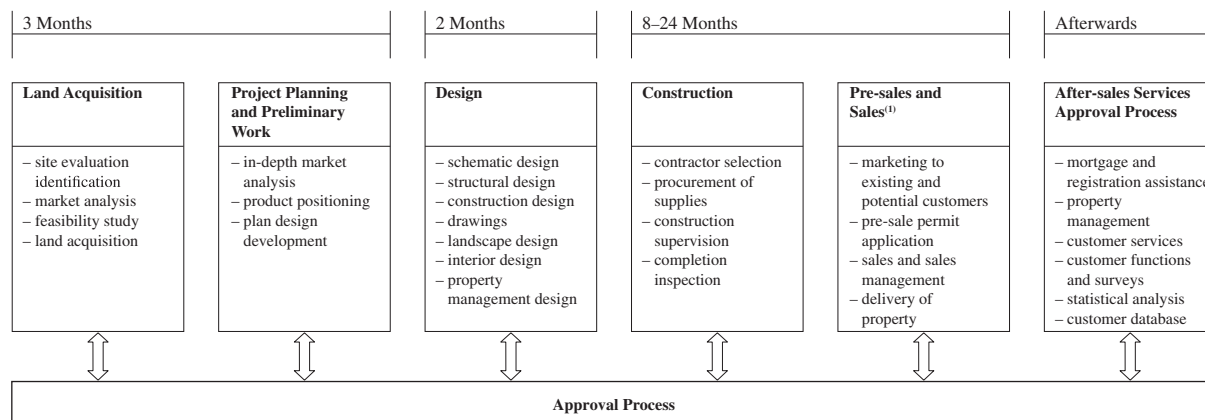 3 Months
2 Months
8–24 Months
Afterwards
Land Acquisition
– site evaluation
identification
– market analysis
– feasibility study
– land acquisition
Project Planning
and Preliminary
Work
– in-depth market
analysis
– product positioning
– plan design
development
Design
– schematic design
– structural design
– construction design
– drawings
– landscape design
– interior design
– property
management design
Construction
– contractor selection
– procurement of
supplies
– construction
supervision
– completion
inspection
Pre-sales and
Sales(1)
– marketing to
existing and
potential customers
– pre-sale permit
application
– sales and sales
management
– delivery of
property
After-sales Services
Approval Process
– mortgage and
registration assistance
– property
management
– customer services
– customer functions
and surveys
– statistical analysis
– customer database
Approval Process